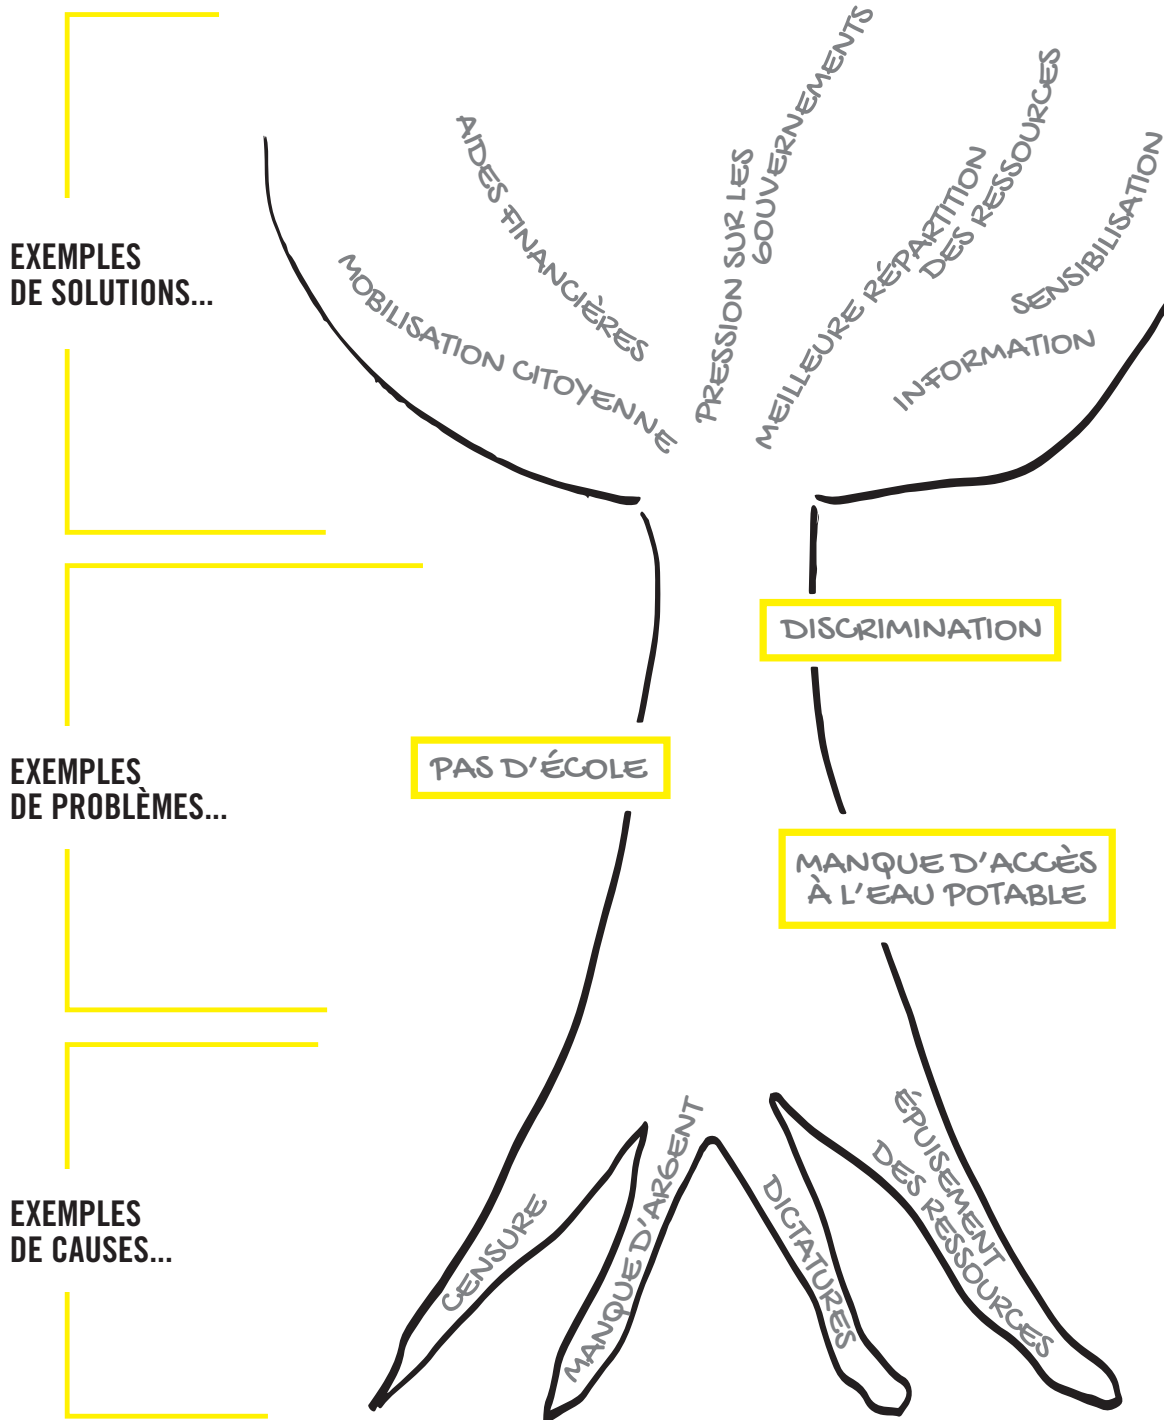 EXEMPLES
DE SOLUTIONS...
MOBILISATION CITOYENNE
AIDES FINANCIÈRES
PRESSION SUR LES
GOUVERNEMENTS
MEILLEURE RÉPARTITION
DES RESSOURCES
INFORMATION
SENSIBILISATION
EXEMPLES
DE PROBLÈMES...
DISCRIMINATION
PAS D'ÉCOLE
MANQUE D'ACCÈS
À L'EAU POTABLE
EXEMPLES
DE CAUSES...
CENSURE
MANQUE D'ARGENT
DICTATURES
ÉPUISEMENT
DES RESSOURCES